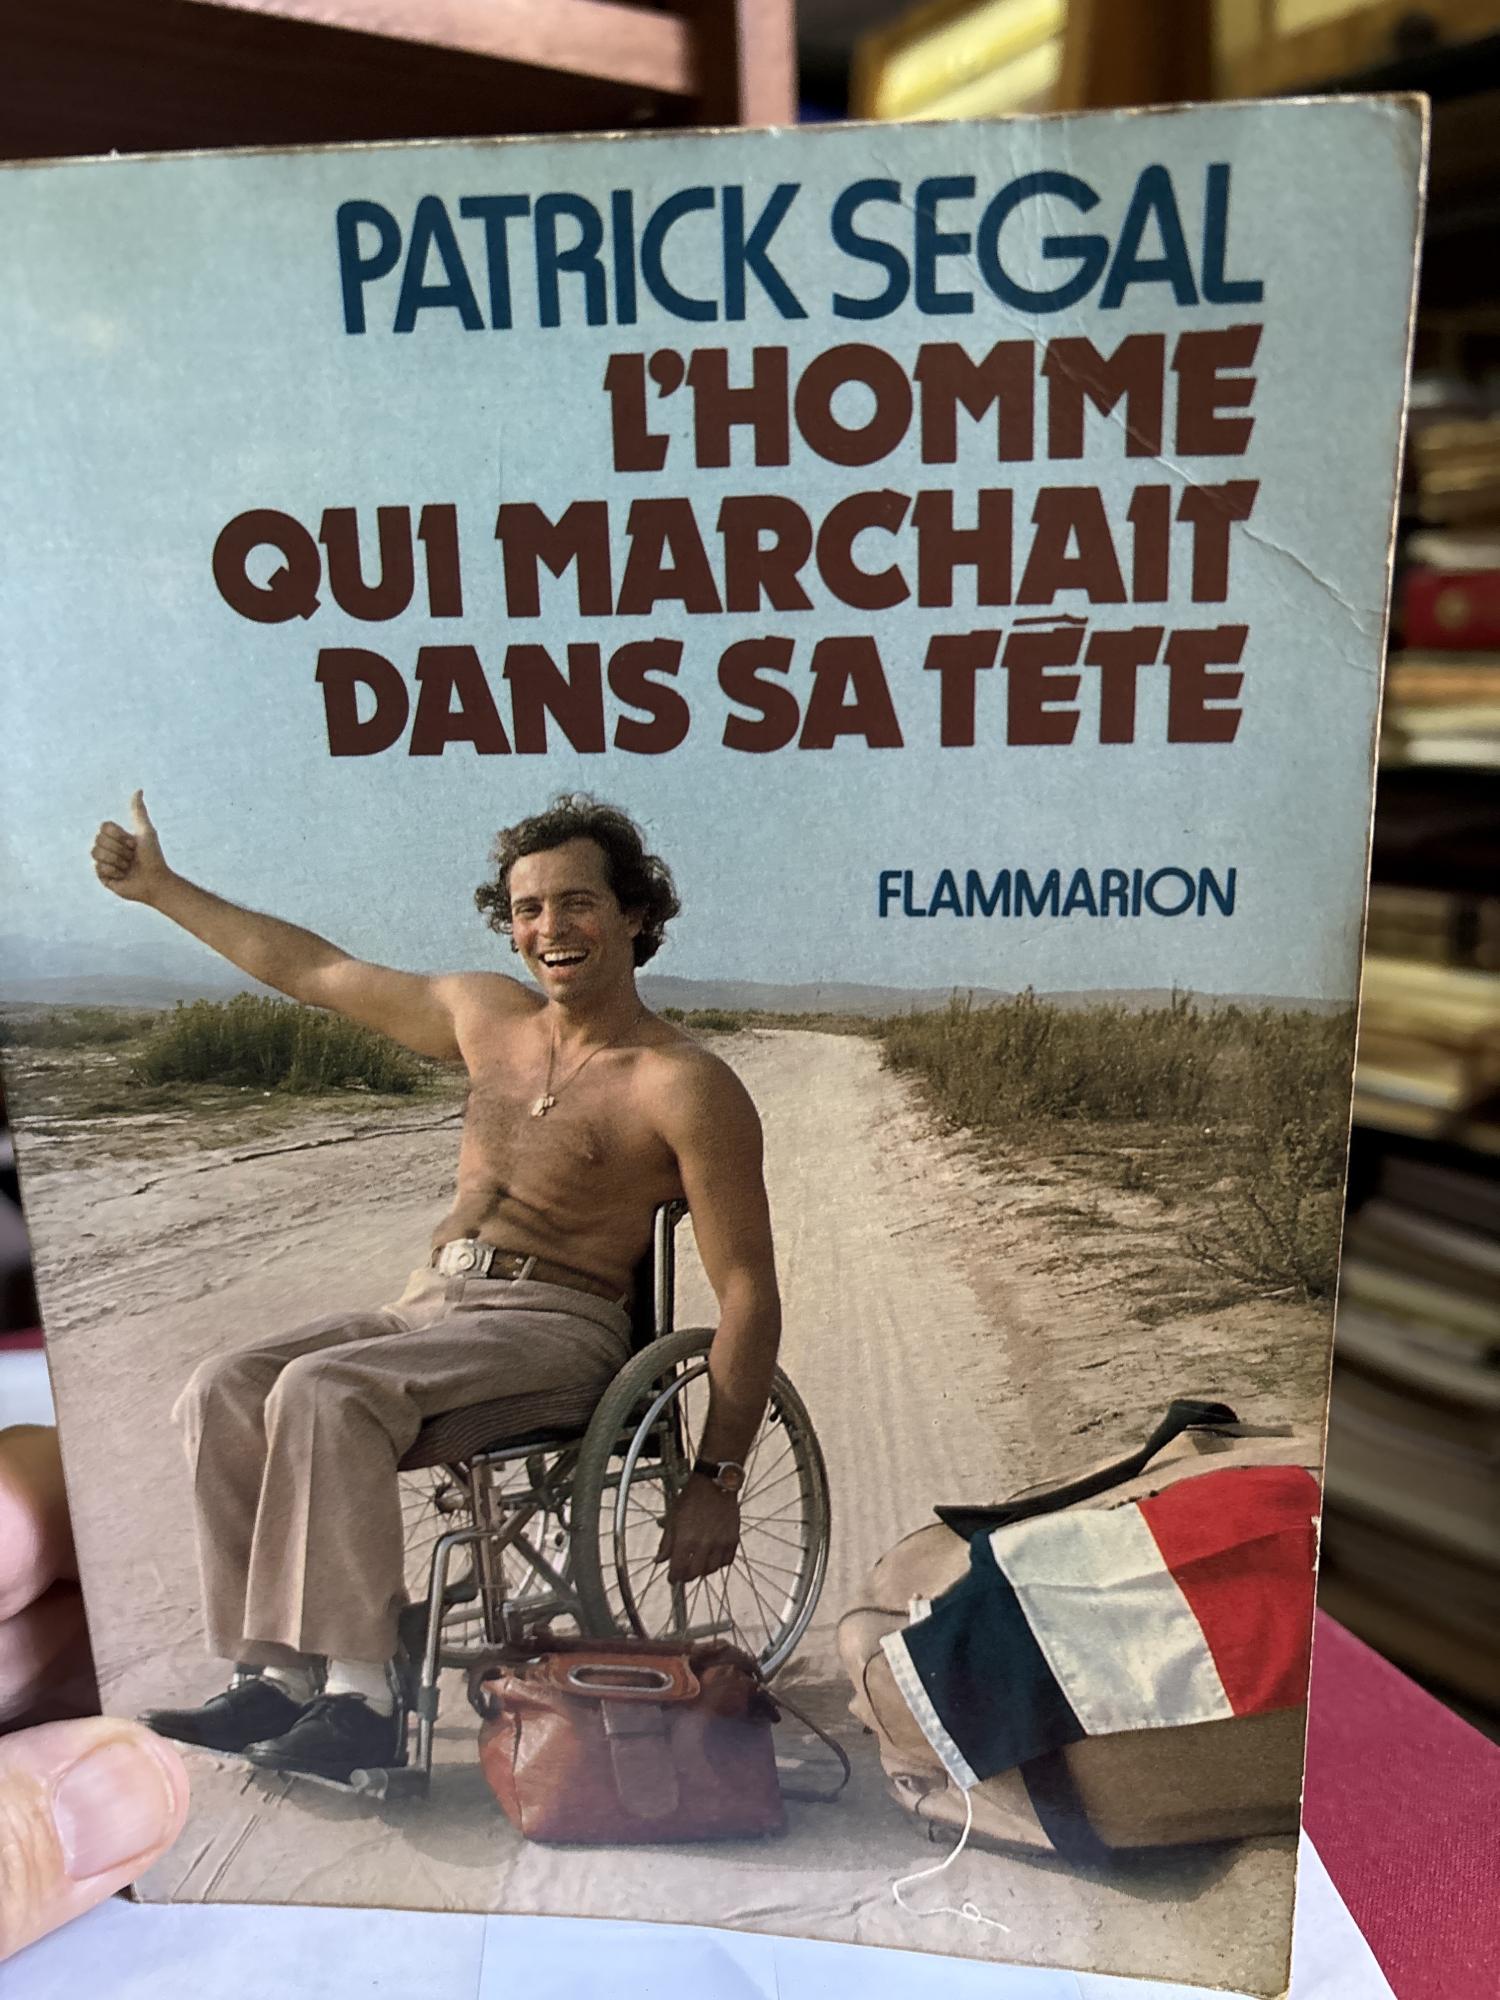 PATRICK SEGAL
L'HOMME
QUI MARCHAIT
DANS SA TÊTE
FLAMMARION